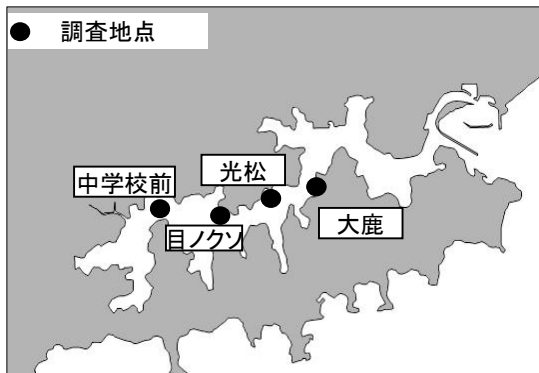 ● 調査地点
光松
中学校前
目ノクソ
大鹿